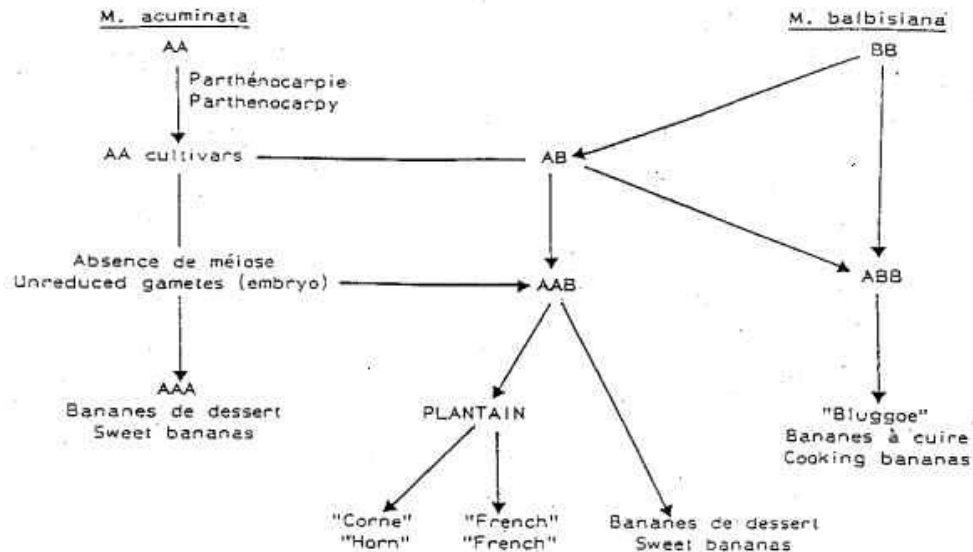 M. acuminata
M. balbisiana
AA
BB
Parthénocarpie
Parthenocarpy
AA cultivars
AB
Absence de méiose
Unreduced gametes (embryo)
AAB
ABB
AAA
Bananes de dessert
Sweet bananas
PLANTAIN
"Bluggoe"
Bananes à cuire
Cooking bananas
"Corne"
"Horn"
"French"
"French"
Bananes de dessert
Sweet bananas